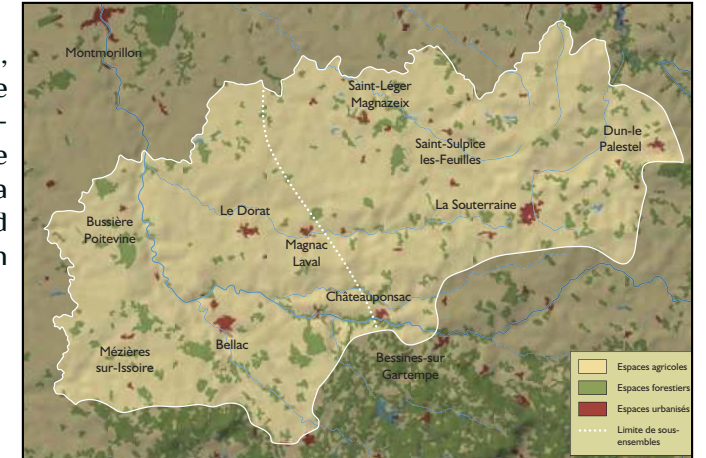 ,
e
-
e
a
d
n
Montmorillon
Saint-Léger
Magnazeix
Dun-le
Palestel
Saint-Sulpice
les-Feuilles
La Souterraine
Le Dorat
Bussière
Poitevine
Magnac
Laval
Châteauponsac
Bellac
Mézières
sur-Issoire
Bessines-sur
Gartempe
Espaces agricoles
Espaces forestiers
Espaces urbanisés
Limite de sous-
ensembles